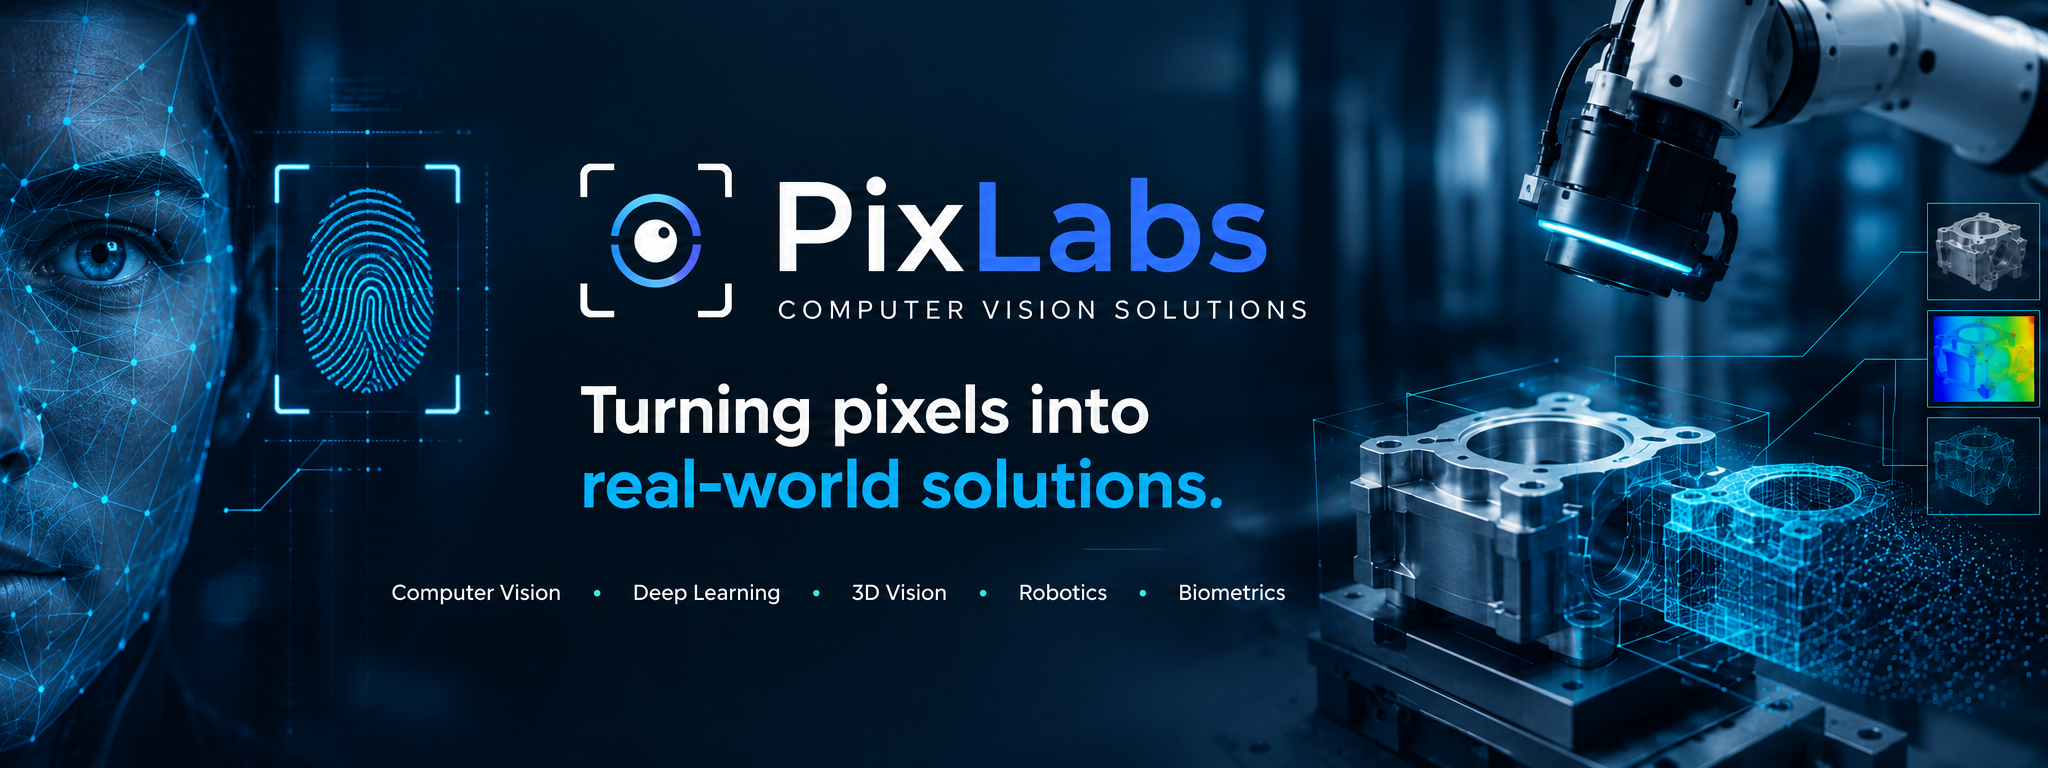 PixLabs
COMPUTER VISION SOLUTIONS
Turning pixels into
real-world solutions.
Computer Vision • Deep Learning • 3D Vision • Robotics • Biometrics